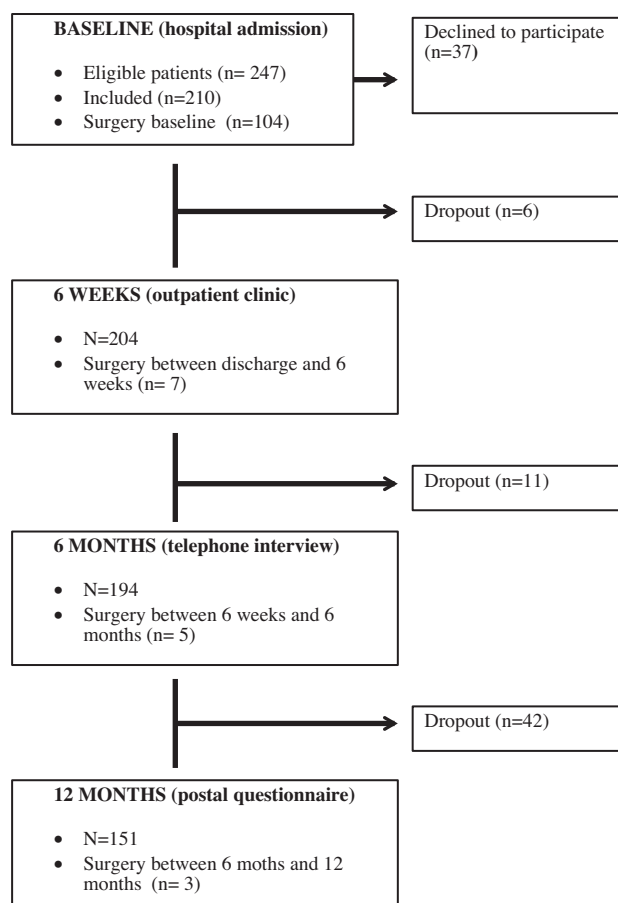 BASELINE (hospital admission)
• Eligible patients (n= 247)
• Included (n=210)
• Surgery baseline (n=104)
Declined to participate
(n=37)
Dropout (n=6)
6 WEEKS (outpatient clinic)
• N=204
• Surgery between discharge and 6
weeks (n= 7)
Dropout (n=11)
6 MONTHS (telephone interview)
• N=194
• Surgery between 6 weeks and 6
months (n= 5)
Dropout (n=42)
12 MONTHS (postal questionnaire)
• N=151
• Surgery between 6 moths and 12
months (n= 3)